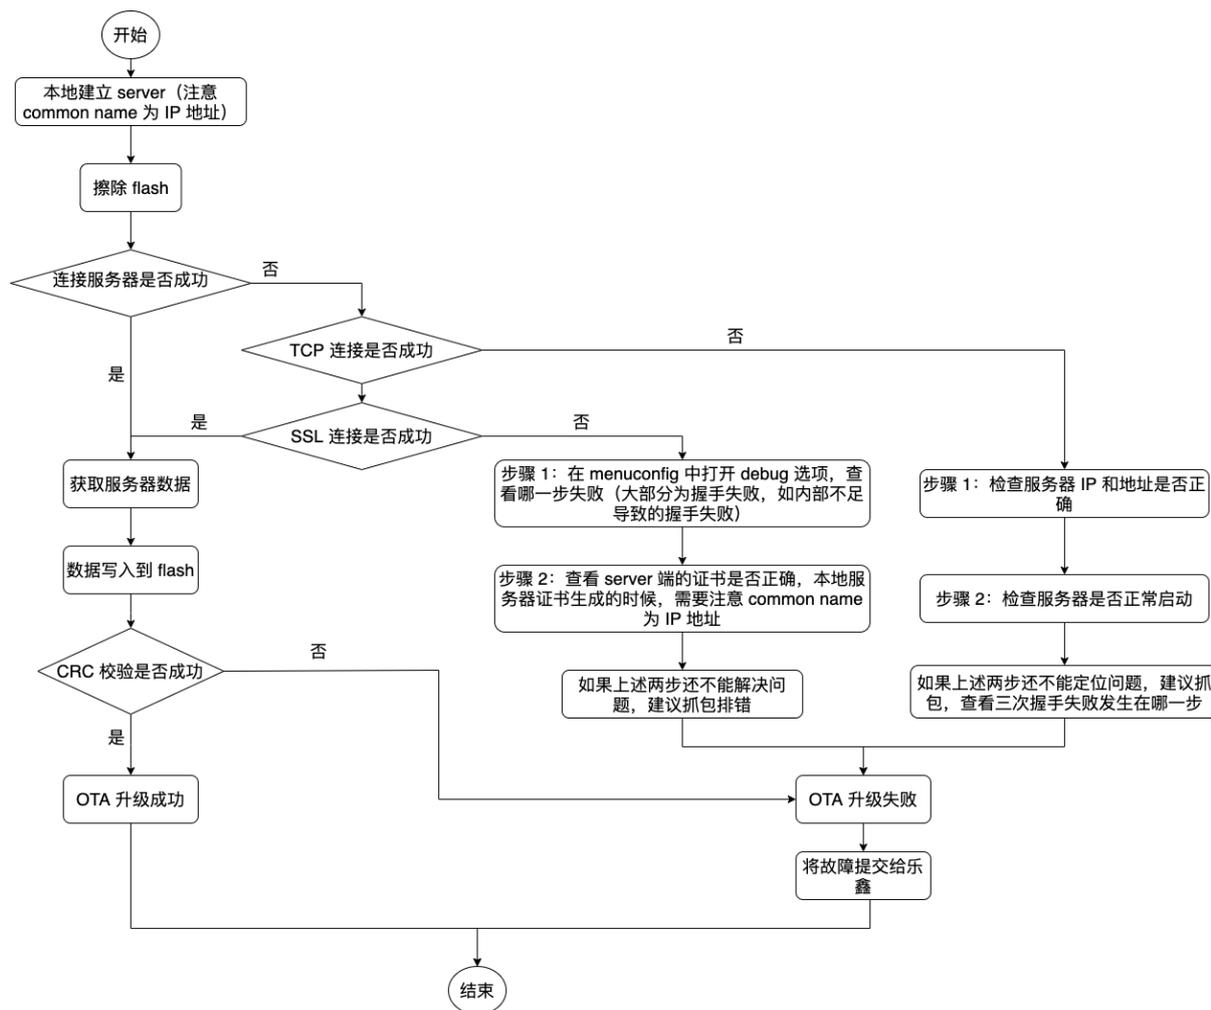 开始
本地建立 server（注意
common name 为 IP 地址）
擦除 flash
连接服务器是否成功
否
TCP 连接是否成功
否
是
是
SSL 连接是否成功
否
获取服务器数据
步骤 1：在 menuconfig 中打开 debug 选项，查
看哪一步失败（大部分为握手失败，如内部不足
导致的握手失败）
步骤 1：检查服务器 IP 和地址是否正
确
数据写入到 flash
步骤 2：查看 server 端的证书是否正确，本地服
务器证书生成的时候，需要注意 common name
为 IP 地址
步骤 2：检查服务器是否正常启动
CRC 校验是否成功
否
如果上述两步还不能解决问
题，建议抓包排错
如果上述两步还不能定位问题，建议抓
包，查看三次握手失败发生在哪一步
是
OTA 升级成功
OTA 升级失败
将故障提交给乐
鑫
结束